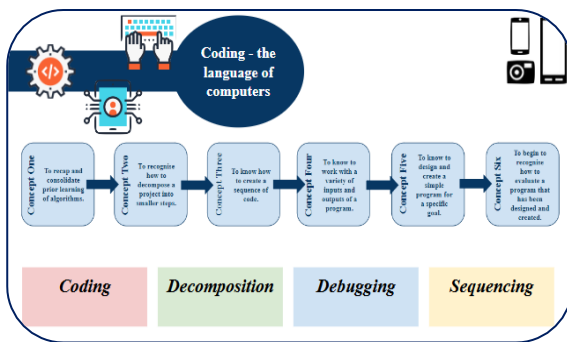 Coding - the
language of
computers
</>
Concept One
To recap and
consolidate
prior learning
of algorithms.
Concept Two
To recognise
how to
decompose a
project into
smaller steps.
Concept Three
To know how
to create a
sequence of
code.
Concept Four
To know to
work with a
variety of
inputs and
outputs of a
program.
Concept Five
To know to
design and
create a
simple
program for
a specific
goal.
Concept Six
To begin to
recognise
how to
evaluate a
program that
has been
designed and
created.
Coding
Decomposition
Debugging
Sequencing